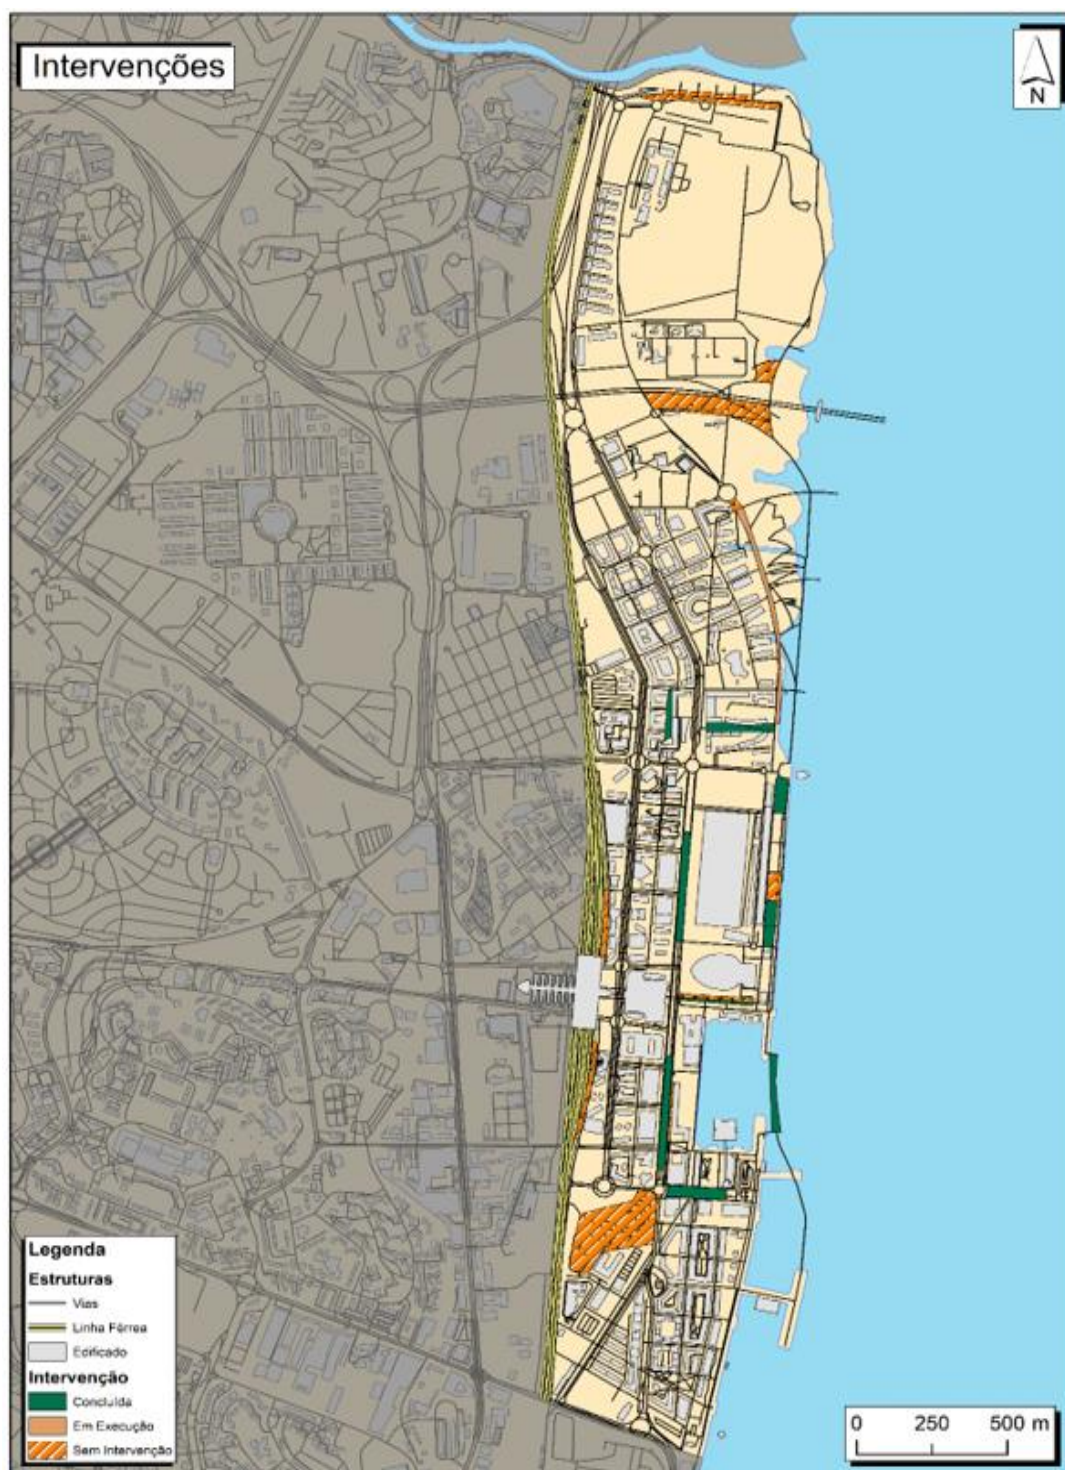 Intervenções
N
Legenda
Estruturas
Vias
Linha Férrea
Edificado
Intervenção
Concluída
Em Execução
Sem Intervenção
0 250 500 m